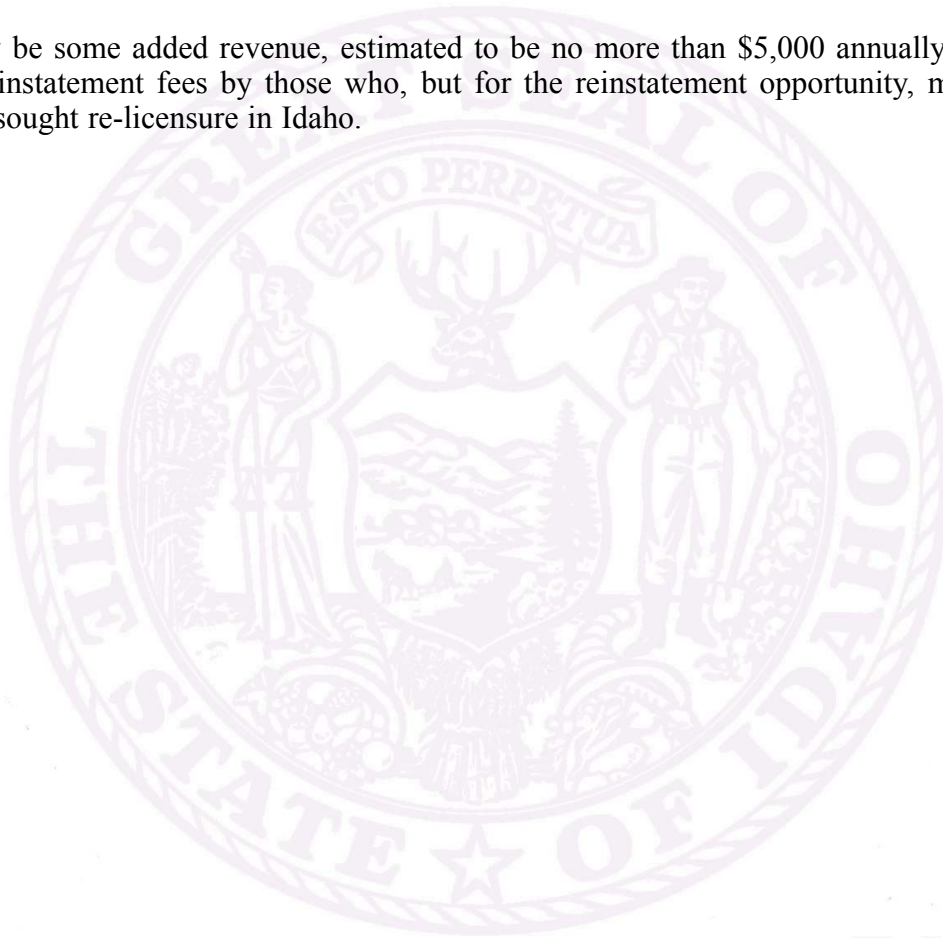 be some added revenue, estimated to be no more than $5,000 annually
instatement fees by those who, but for the reinstatement opportunity, m
sought re-licensure in Idaho.
GREAT SEAL OF
ESTO PERPETUA
THE STATE OF IDAHO